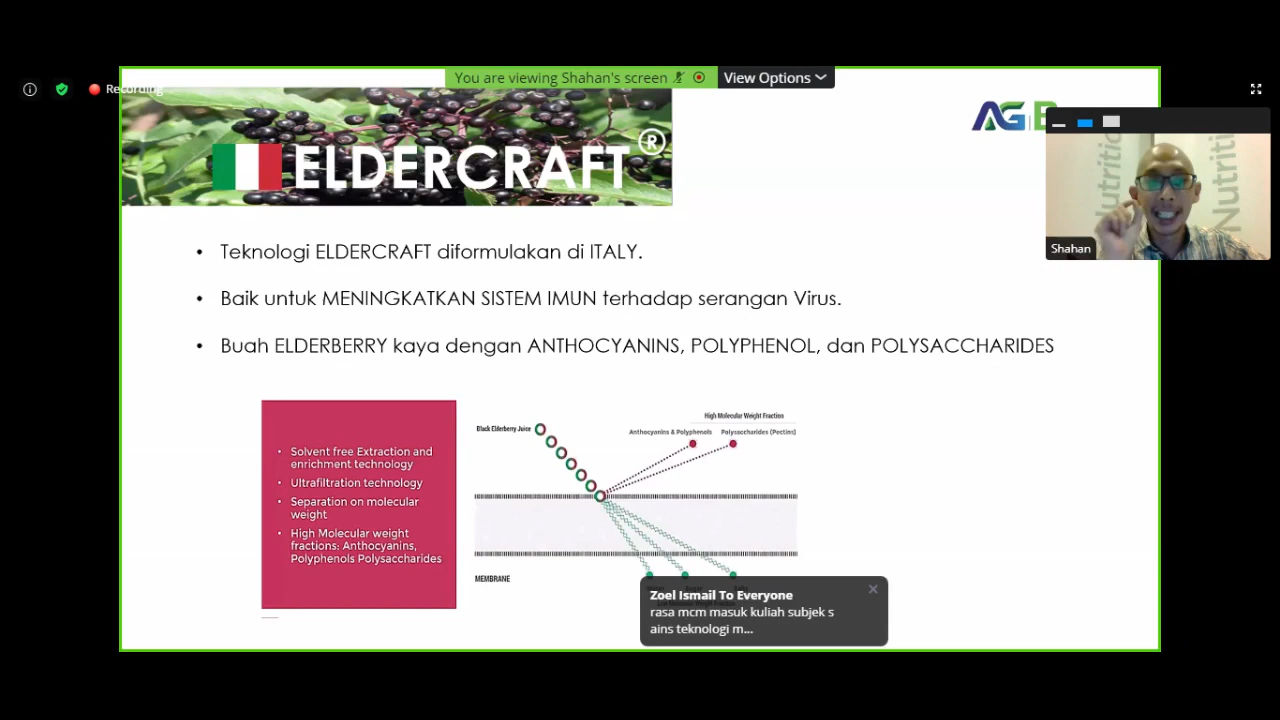 You are viewing Shahan's screen
View Options
Recording
ELDERCRAFT®
AGB
Nutrition
Nutriti
Shahan
• Teknologi ELDERCRAFT diformulakan di ITALY.
• Baik untuk MENINGKATKAN SISTEM IMUN terhadap serangan Virus.
• Buah ELDERBERRY kaya dengan ANTHOCYANINS, POLYPHENOL, dan POLYSACCHARIDES
• Solvent free Extraction and
enrichment technology
• Ultrafiltration technology
• Separation on molecular
weight
• High Molecular weight
fractions: Anthocyanins,
Polyphenols Polysaccharides
High Molecular Weight Fraction
Black Elderberry Juice
Anthocyanins & Polyphenols
Polysaccharides (Pectins)
MEMBRANE
Zoel Ismail To Everyone
rasa mcm masuk kuliah subjek s
ains teknologi m...